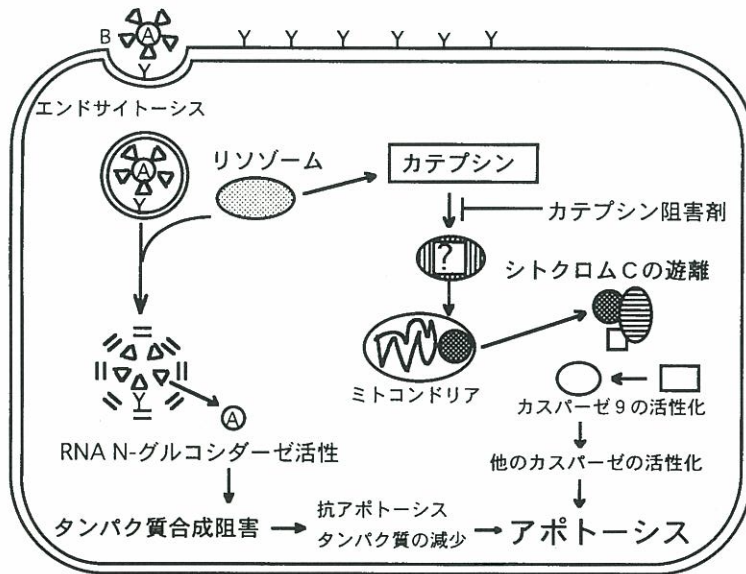 B A Y Y Y Y Y Y Y
エンドサイトーシス
A
Y
リソゾーム
カテプシン
カテプシン阻害剤
?
シトクロムCの遊離
ミトコンドリア
Y
A
カスパーゼ9の活性化
RNA N-グルコシダーゼ活性
他のカスパーゼの活性化
タンパク質合成阻害
抗アポトーシス
タンパク質の減少
アポトーシス